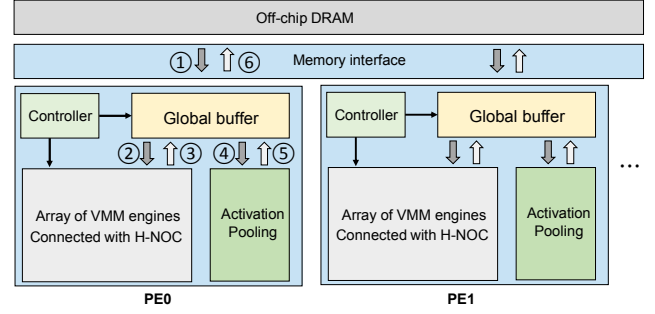 Off-chip DRAM
① ⑥ Memory interface
Controller
Global buffer
② ③ ④ ⑤
Array of VMM engines
Connected with H-NOC
Activation
Pooling
PE0
Controller
Global buffer
Array of VMM engines
Connected with H-NOC
Activation
Pooling
PE1
...